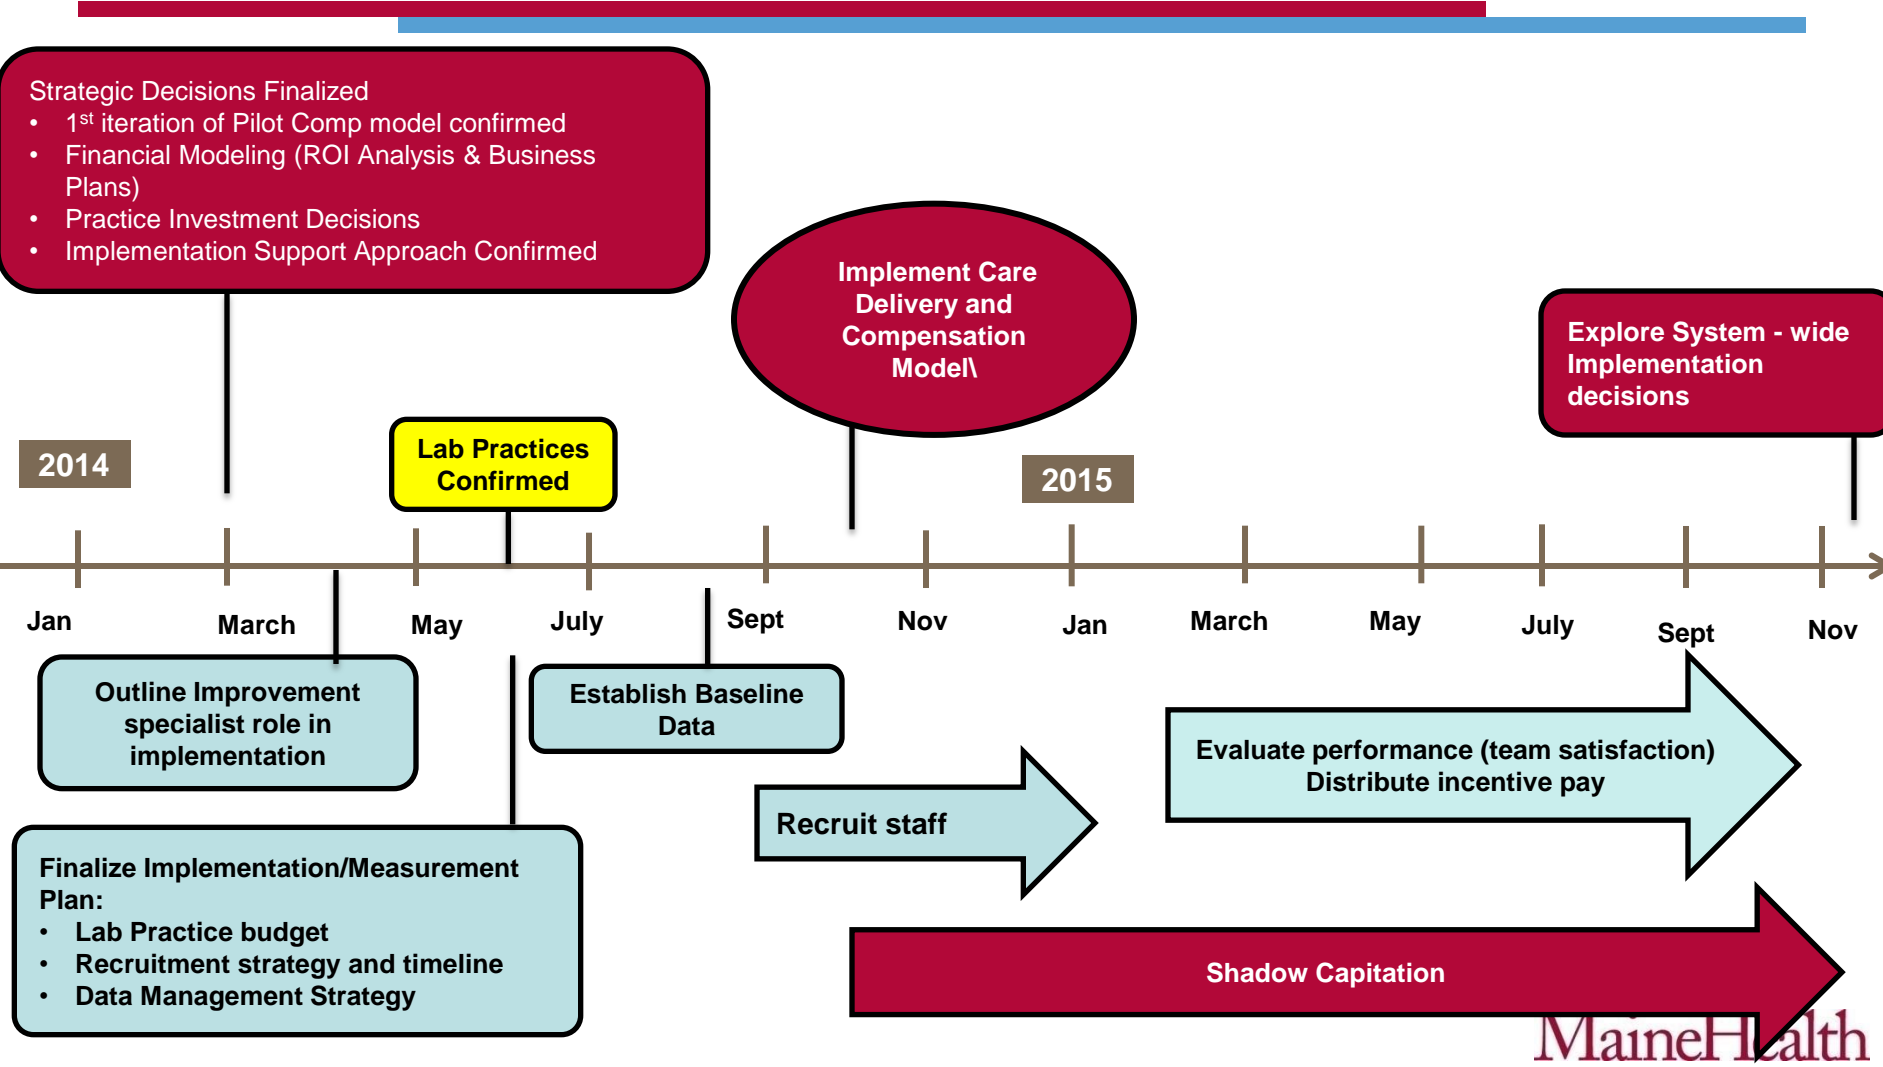 Strategic Decisions Finalized
• 1st iteration of Pilot Comp model confirmed
• Financial Modeling (ROI Analysis & Business
Plans)
• Practice Investment Decisions
• Implementation Support Approach Confirmed
Implement Care
Delivery and
Compensation
Model\
Explore System - wide
Implementation
decisions
Lab Practices
Confirmed
2014
2015
Jan
March
May
July
Sept
Nov
Jan
March
May
July
Sept
Nov
Outline Improvement
specialist role in
implementation
Establish Baseline
Data
Evaluate performance (team satisfaction)
Distribute incentive pay
Recruit staff
Finalize Implementation/Measurement
Plan:
• Lab Practice budget
• Recruitment strategy and timeline
• Data Management Strategy
Shadow Capitation
MaineHealth